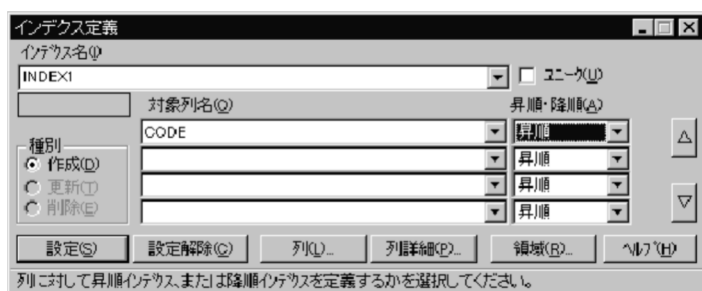 インデクス定義
インデクス名(I)
INDEX1
ユニーク(U)
対象列名(O)
昇順・降順(A)
CODE
昇順
種別
作成(D)
昇順
更新(T)
昇順
削除(E)
昇順
設定(S)
設定解除(C)
列(L)...
列詳細(P)...
領域(R)...
ヘルプ(H)
列に対して昇順インデクス、または降順インデクスを定義するかを選択してください。